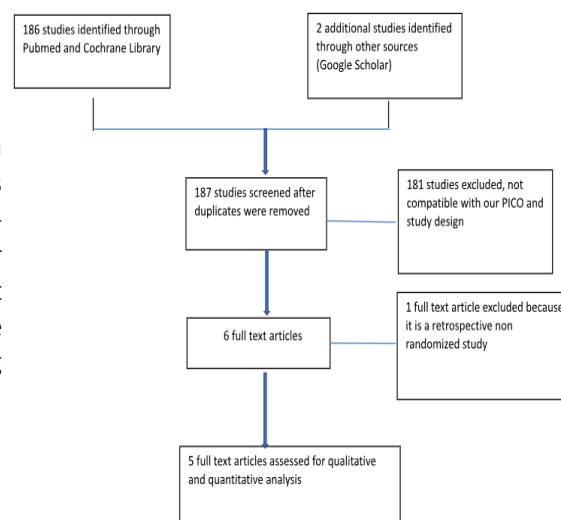 186 studies identified through
Pubmed and Cochrane Library
2 additional studies identified
through other sources
(Google Scholar)
187 studies screened after
duplicates were removed
181 studies excluded, not
compatible with our PICO and
study design
6 full text articles
1 full text article excluded because
it is a retrospective non
randomized study
5 full text articles assessed for qualitative
and quantitative analysis